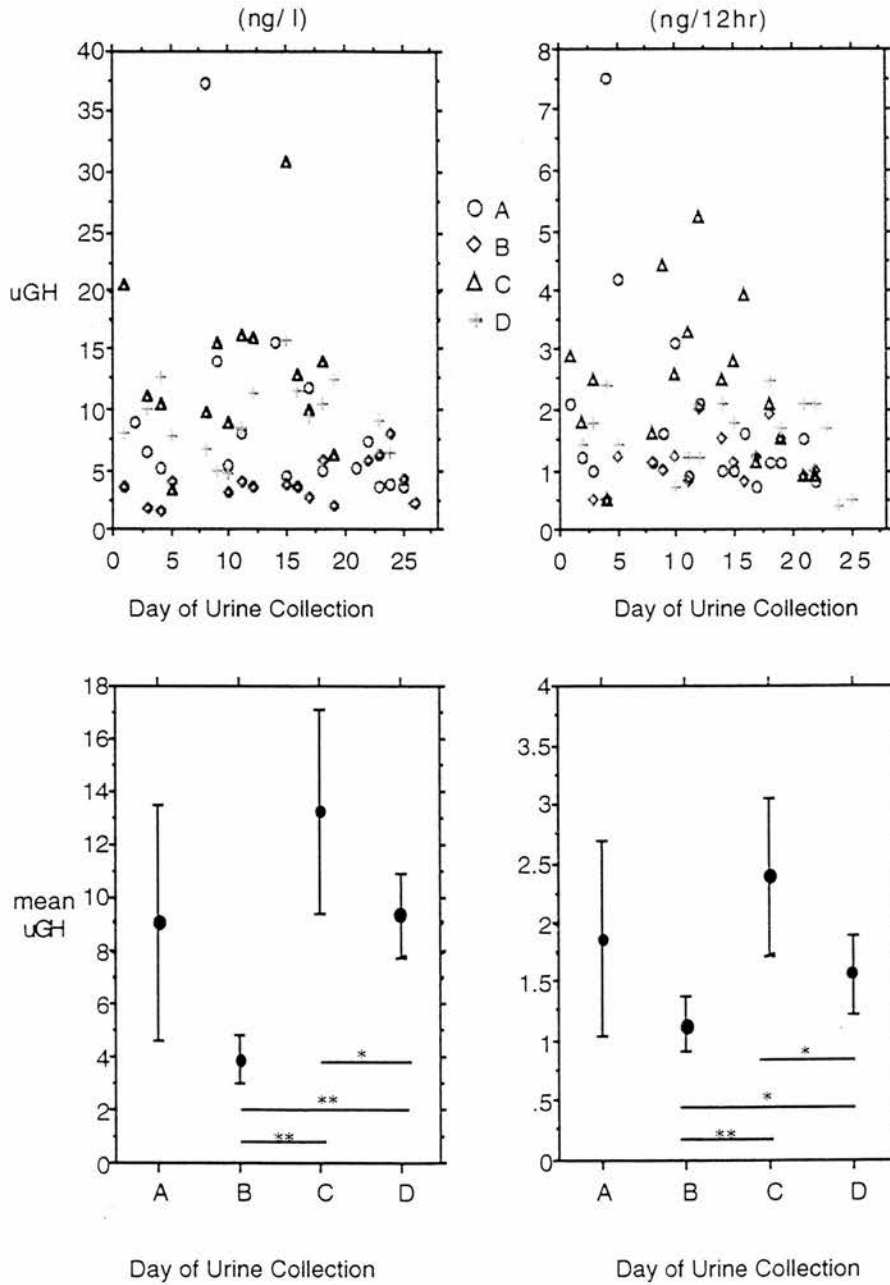 (ng/ l)
(ng/12hr)
40
35
30
25
20
15
10
5
0
uGH
0 5 10 15 20 25
Day of Urine Collection
A
B
C
D
8
7
6
5
4
3
2
1
0
0 5 10 15 20 25
Day of Urine Collection
18
16
14
12
10
8
6
4
2
0
mean
uGH
*
**
**
A B C D
Day of Urine Collection
4
3.5
3
2.5
2
1.5
1
.5
0
*
*
**
A B C D
Day of Urine Collection